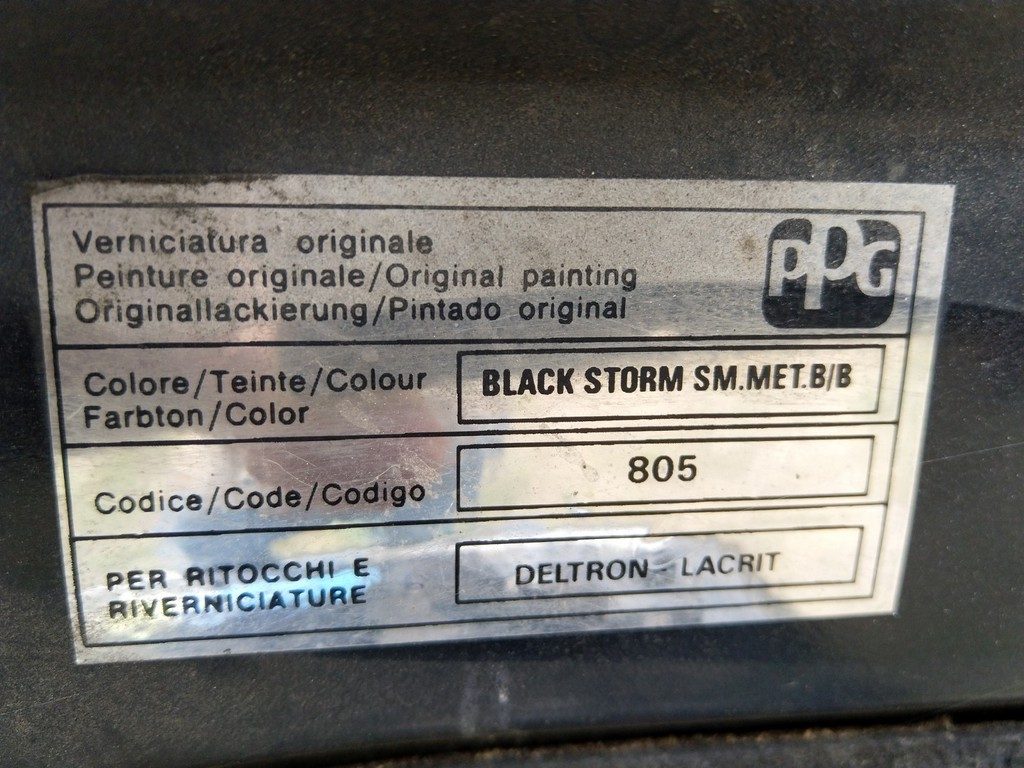 Verniciatura originale
Peinture originale/Original painting
Originallackierung/Pintado original
PPG
Colore/Teinte/Colour
Farbton/Color
BLACK STORM SM.MET.B/B
Codice/Code/Codigo
805
PER RITOCCHI E
RIVERNICIATURE
DELTRON - LACRIT